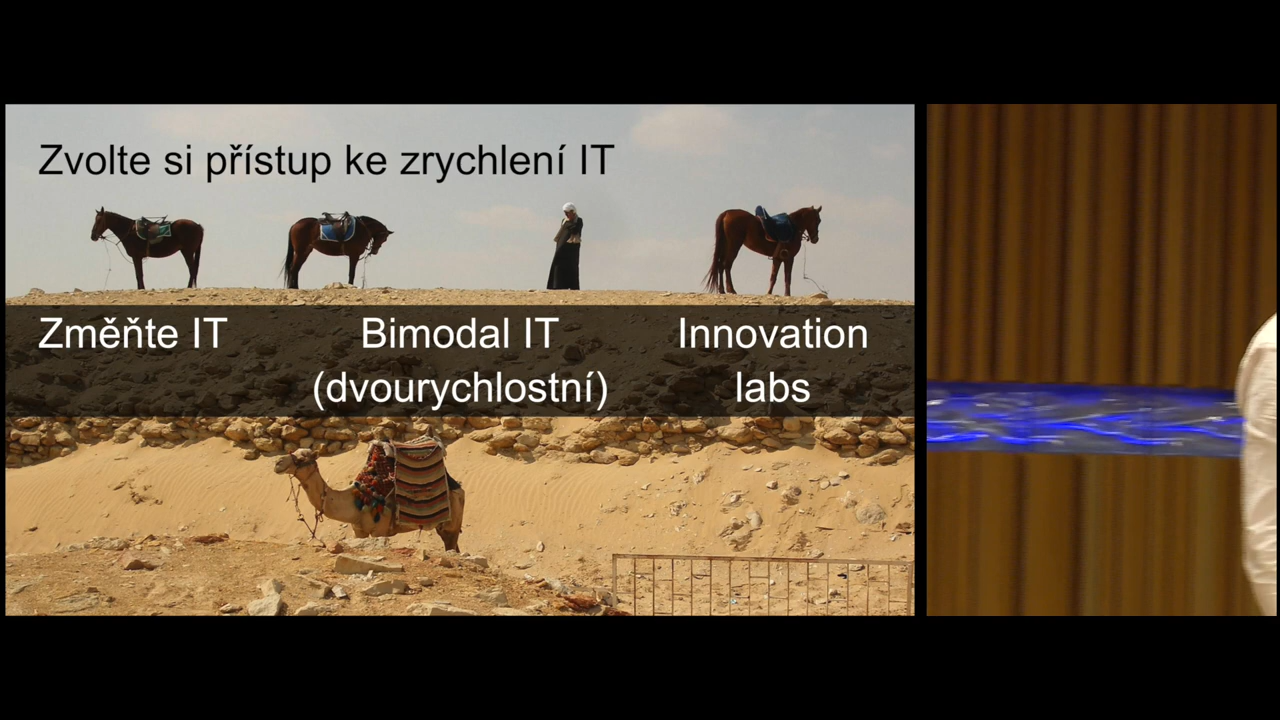 Zvolte si přístup ke zrychlení IT
Změňte IT
Bimodal IT
(dvourychlostní)
Innovation
labs